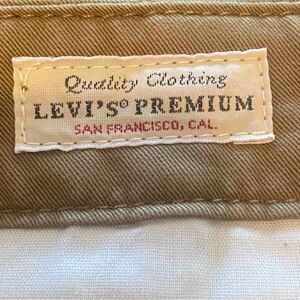 Quality Clothing
LEVI'S® PREMIUM
SAN FRANCISCO, CAL.